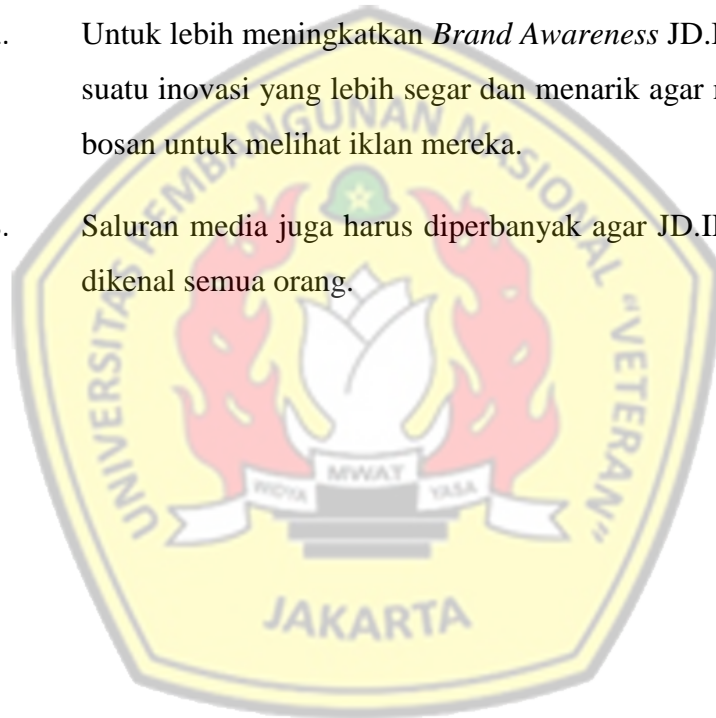 Untuk lebih meningkatkan Brand Awareness JD.I
suatu inovasi yang lebih segar dan menarik agar
bosan untuk melihat iklan mereka.
Saluran media juga harus diperbanyak agar JD.I
dikenal semua orang.
UNIVERSITAS PEMBANGUNAN NASIONAL "VETERAN"
WIDYA MWAT YASA
JAKARTA